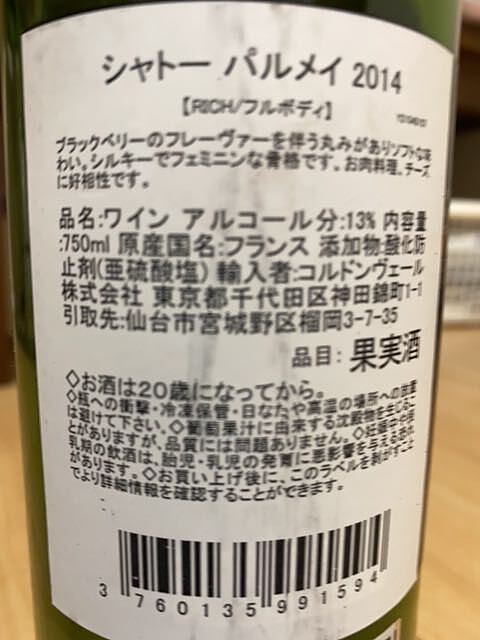 シャトー パルメイ 2014
【RICH/フルボディ】
ブラックベリーのフレーヴァーを伴う丸みがありソフトな味
わい。シルキーでフェミニンな骨格です。お肉料理、チーズ
に好相性です。
品名:ワイン アルコール分:13% 内容量
:750ml 原産国名:フランス 添加物:酸化防
止剤(亜硫酸塩) 輸入者:コルドンヴェール
株式会社 東京都千代田区神田錦町1-1
引取先:仙台市宮城野区榴岡3-7-35
品目: 果実酒
◇お酒は20歳になってから。
◇瓶への衝撃・冷凍保管・日なたや高温の場所への放置
は避けて下さい。◇葡萄果汁に由来する沈殿物を生じるこ
とがありますが、品質には問題ありません。◇妊娠中や授
乳期の飲酒は、胎児・乳児の発育に悪影響を与える恐れ
があります。◇お買い上げ後に、このラベルを剥がすこと
でより詳細情報を確認することができます。
3 760135 991594